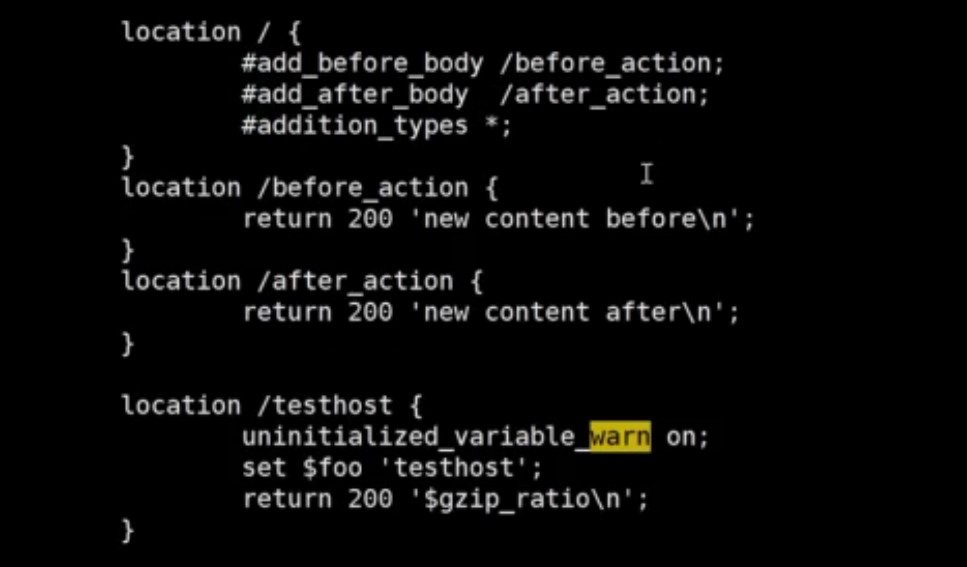 location / {
#add_before_body /before_action;
#add_after_body  /after_action;
#addition_types *;
}
location /before_action {
return 200 'new content before\n';
}
location /after_action {
return 200 'new content after\n';
}
location /testhost {
uninitialized_variable_warn on;
set $foo 'testhost';
return 200 '$gzip_ratio\n';
}